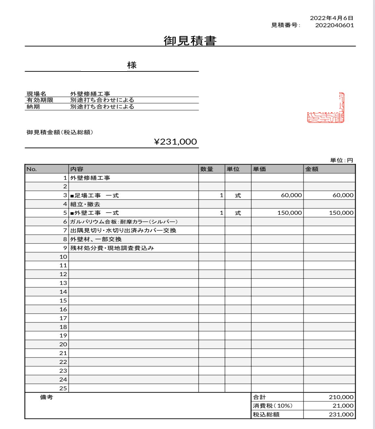 2022年4月6日
見積番号: 2022040601
御見積書
様
現場名 外壁修繕工事
有効期限 別途打ち合わせによる
納期 別途打ち合わせによる
御見積金額(税込総額)
¥231,000
単位:円
No. 内容 数量 単位 単価 金額
1 外壁修繕工事
2
3 ■足場工事 一式 1 式 60,000 60,000
4 組立・撤去
5 ■外壁工事 一式 1 式 150,000 150,000
6 ガルバリウム合板:耐摩カラー(シルバー)
7 出隅見切り・水切り出済みカバー交換
8 外壁材、一部交換
9 残材処分費・現地調査費込み
10
11
12
13
14
15
16
17
18
19
20
21
22
23
24
25
備考 合計 210,000
消費税(10%) 21,000
税込総額 231,000